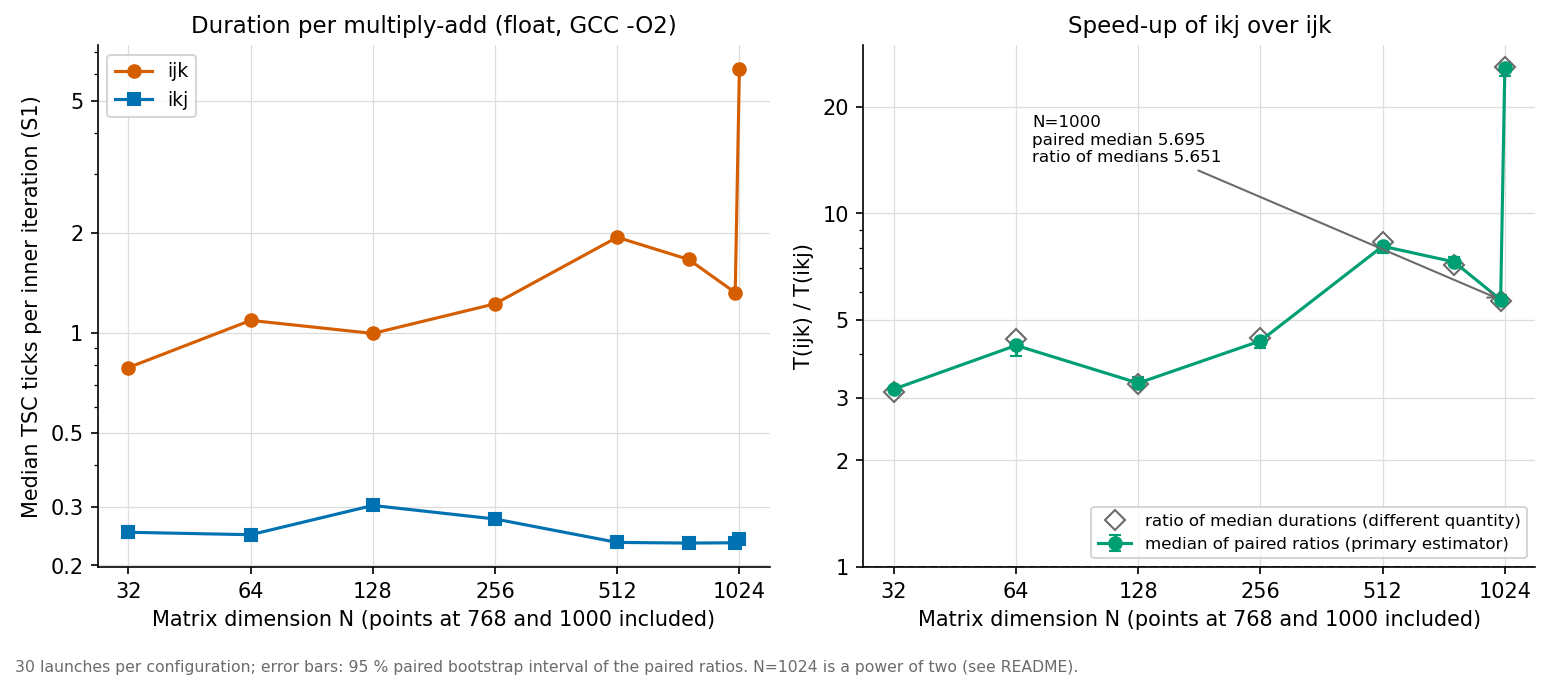 Duration per multiply-add (float, GCC -O2)
Median TSC ticks per inner iteration (S1)
5
2
1
0.5
0.3
0.2
ijk
ikj
32 64 128 256 512 1024
Matrix dimension N (points at 768 and 1000 included)
Speed-up of ikj over ijk
T(ijk) / T(ikj)
20
10
5
3
2
1
N=1000
paired median 5.695
ratio of medians 5.651
ratio of median durations (different quantity)
median of paired ratios (primary estimator)
32 64 128 256 512 1024
Matrix dimension N (points at 768 and 1000 included)
30 launches per configuration; error bars: 95 % paired bootstrap interval of the paired ratios. N=1024 is a power of two (see README).